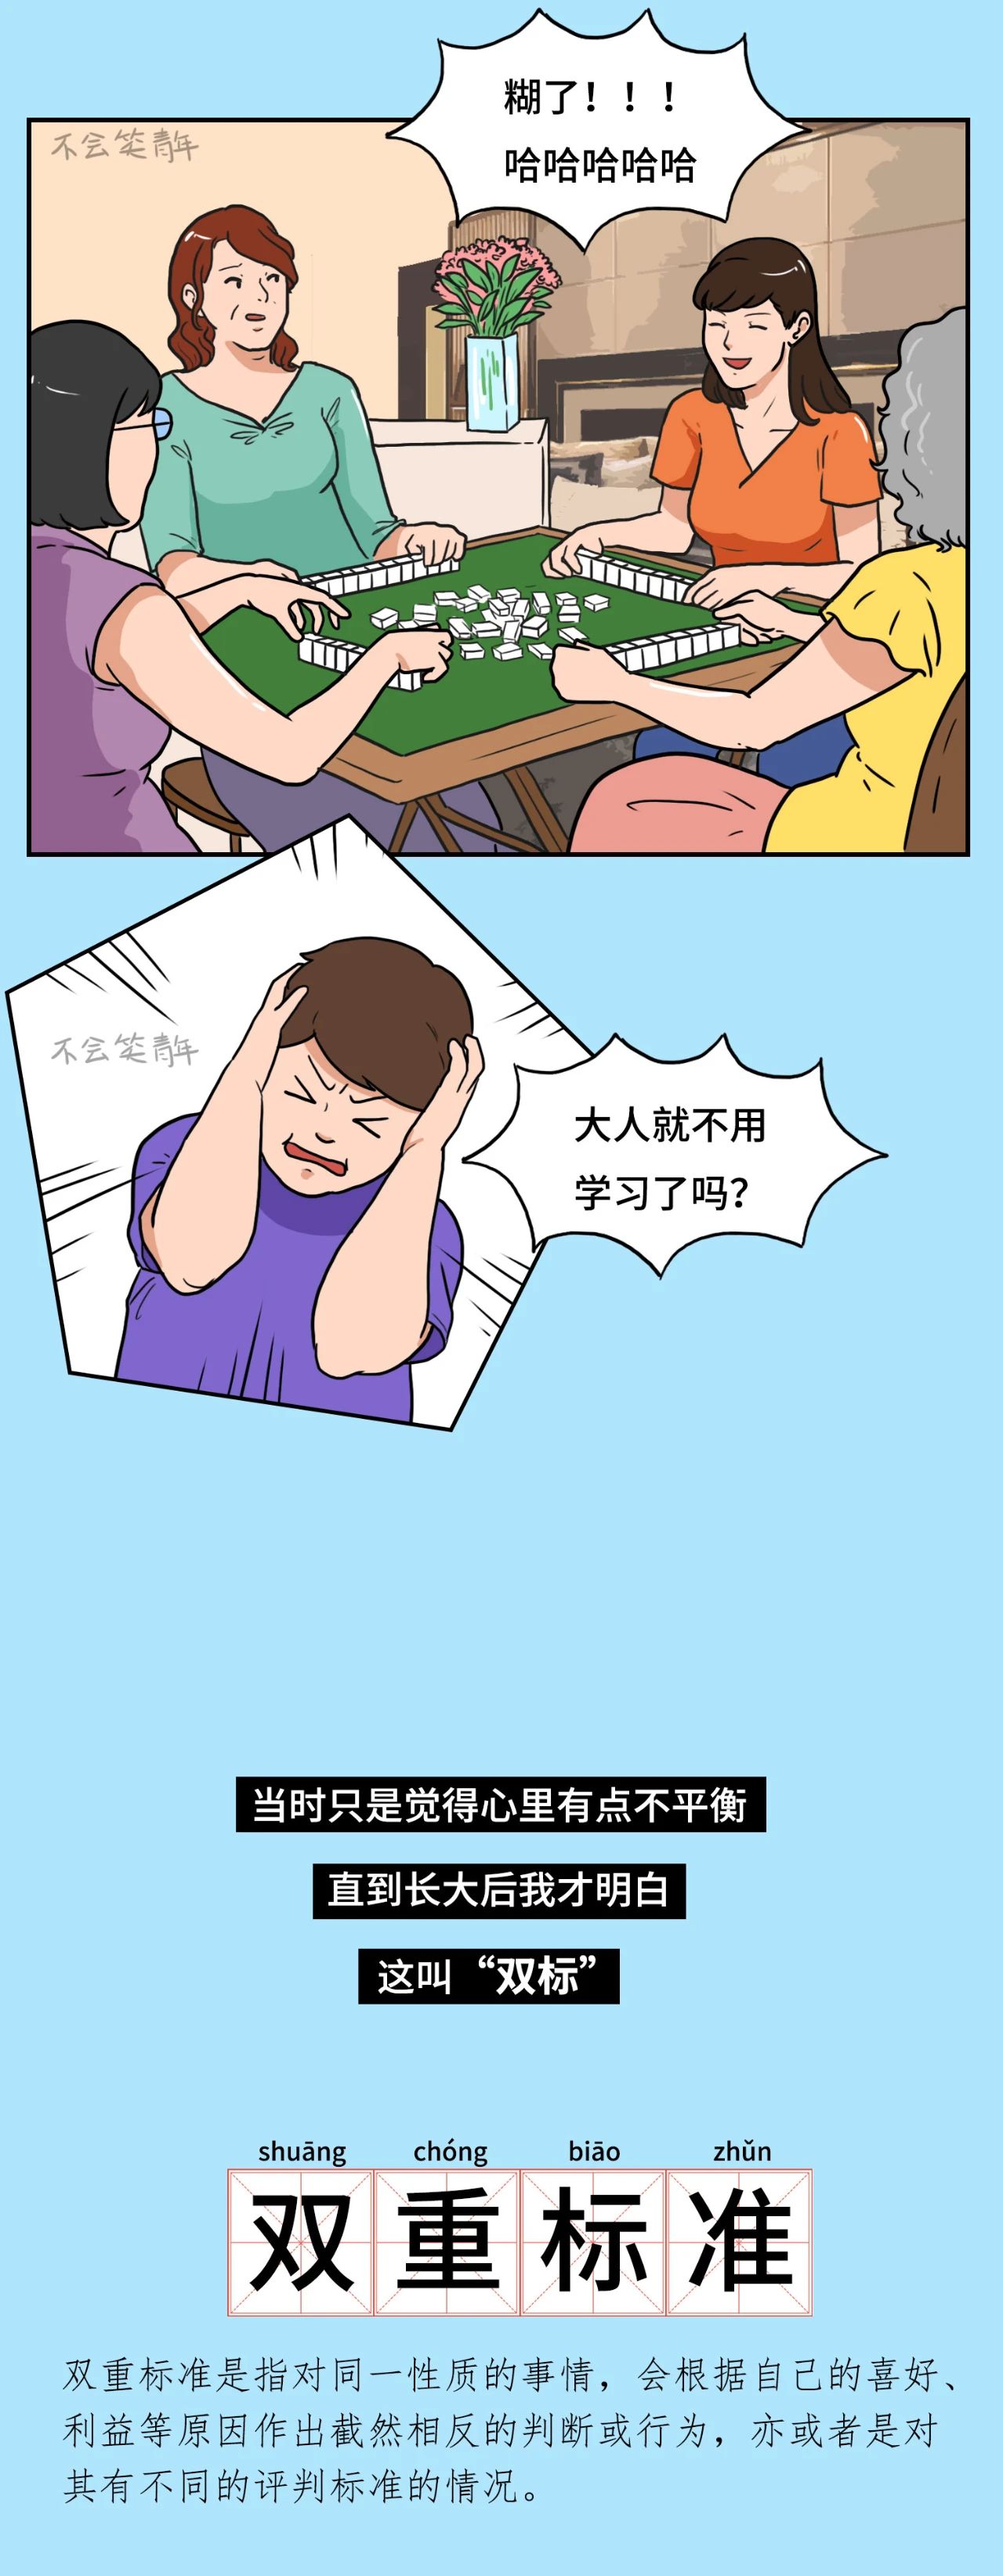 糊了！！！
哈哈哈哈哈
不会笑青年
不会笑青年
大人就不用
学习了吗？
当时只是觉得心里有点不平衡
直到长大后我才明白
这叫“双标”
shuāng chóng biāo zhǔn
双重标准
双重标准是指对同一性质的事情，会根据自己的喜好、
利益等原因作出截然相反的判断或行为，亦或者是对
其有不同的评判标准的情况。